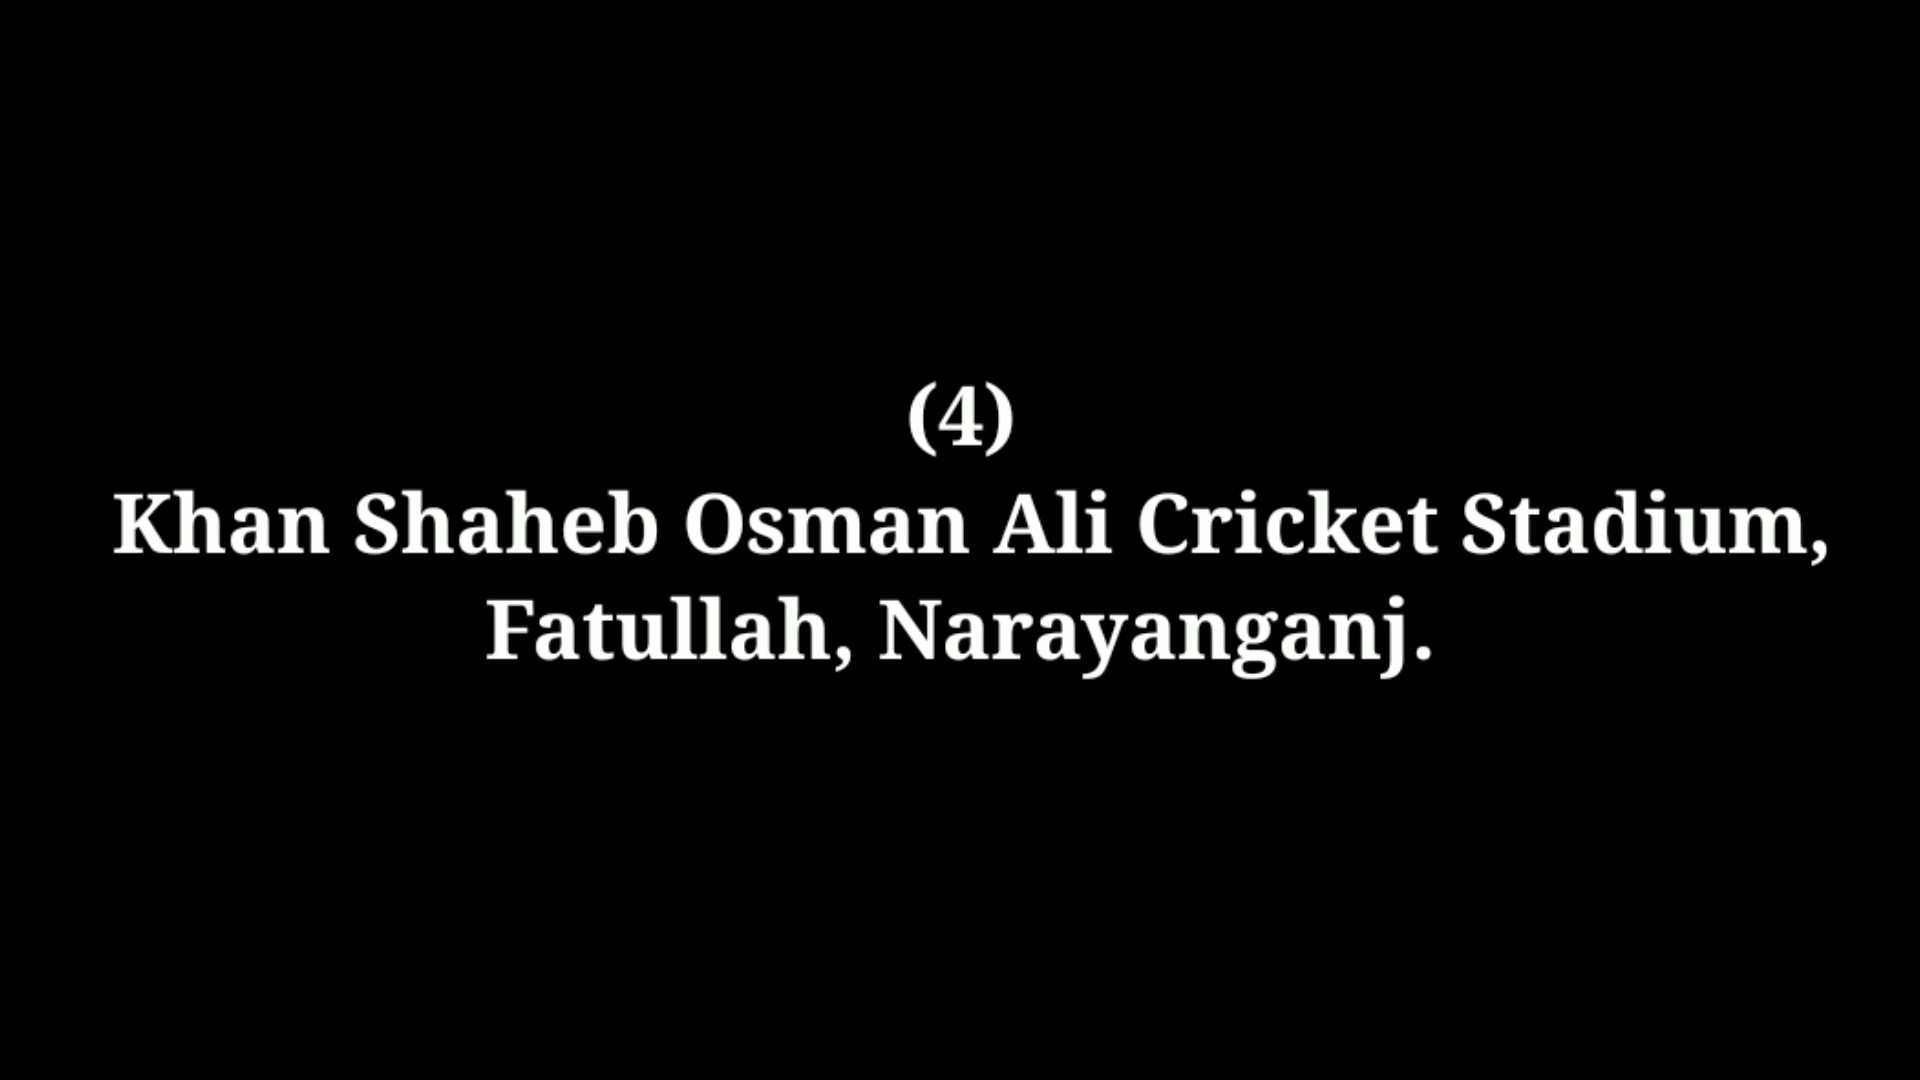 (4)
Khan Shaheb Osman Ali Cricket Stadium,
Fatullah, Narayanganj.